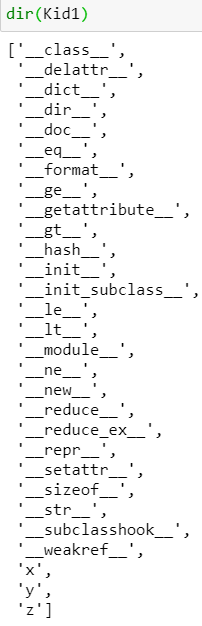 dir(Kid1)
['__class__',
'__delattr__',
'__dict__',
'__dir__',
'__doc__',
'__eq__',
'__format__',
'__ge__',
'__getattribute__',
'__gt__',
'__hash__',
'__init__',
'__init_subclass__',
'__le__',
'__lt__',
'__module__',
'__ne__',
'__new__',
'__reduce__',
'__reduce_ex__',
'__repr__',
'__setattr__',
'__sizeof__',
'__str__',
'__subclasshook__',
'__weakref__',
'x',
'y',
'z']